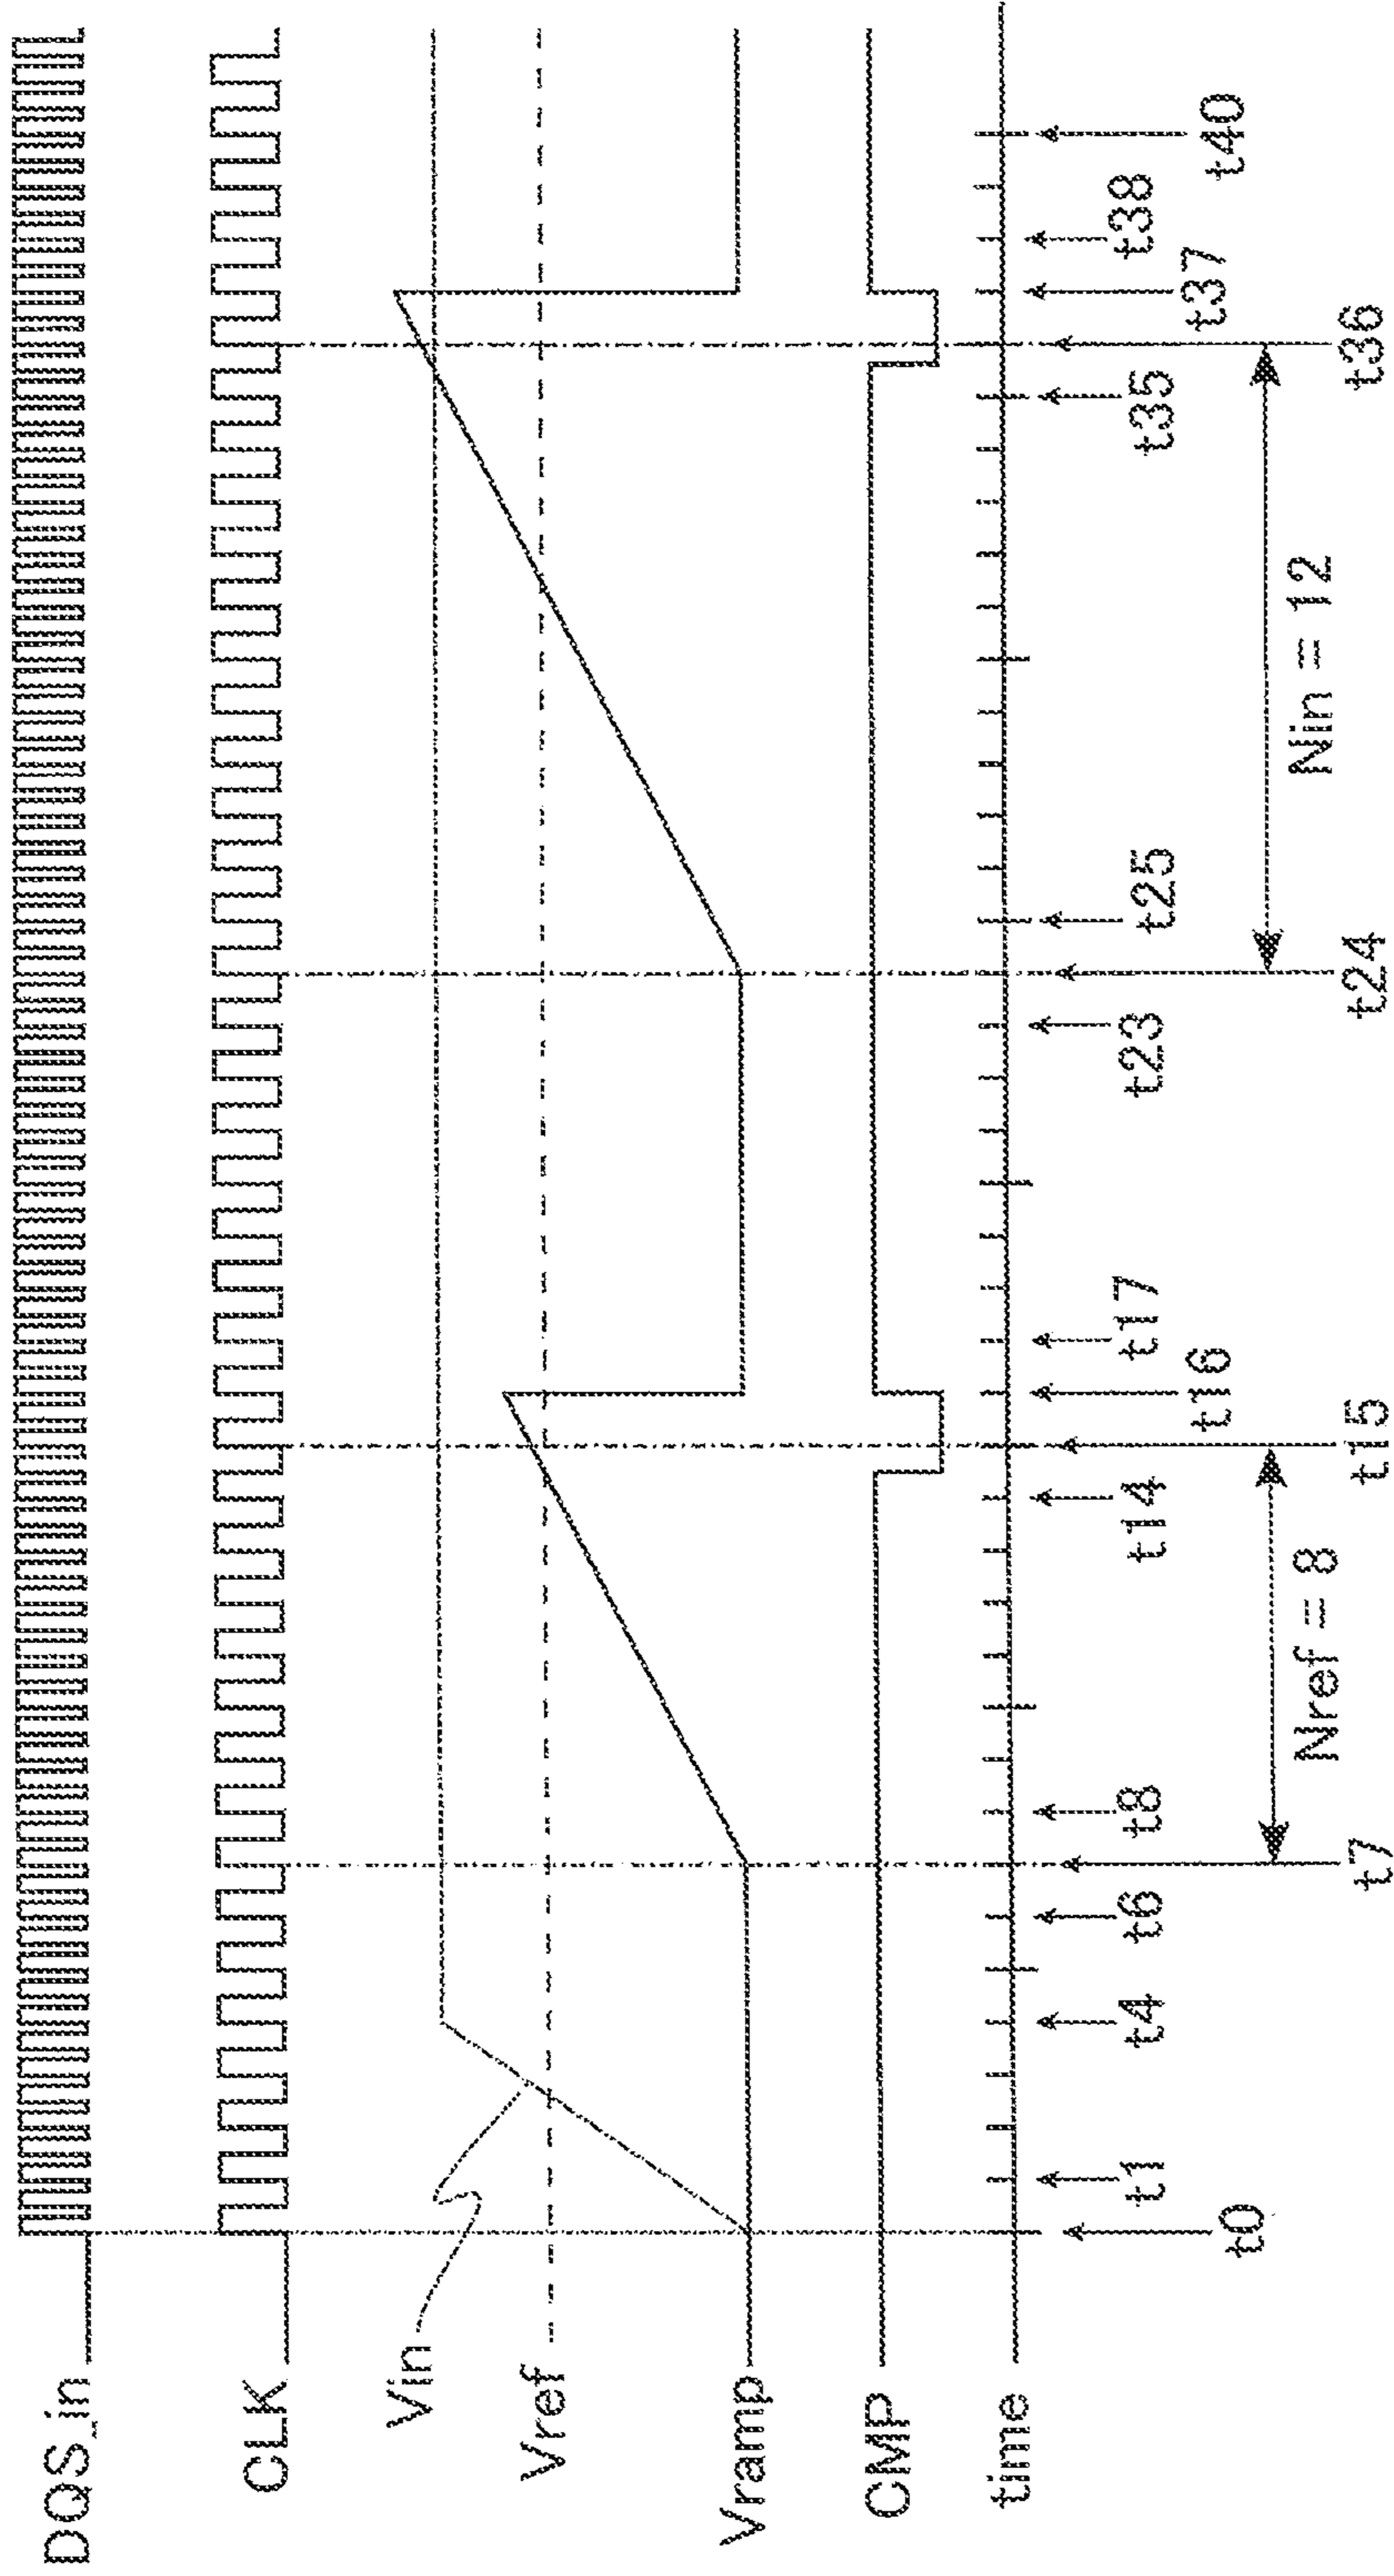 DQS_in
CLK
Vin
Vref
Vramp
CMP
time
t0
t1
t4
t6
t7
t8
t14
t15
t16
t17
t23
t24
t25
t35
t36
t37
t38
t40
Nref = 8
Nin = 12